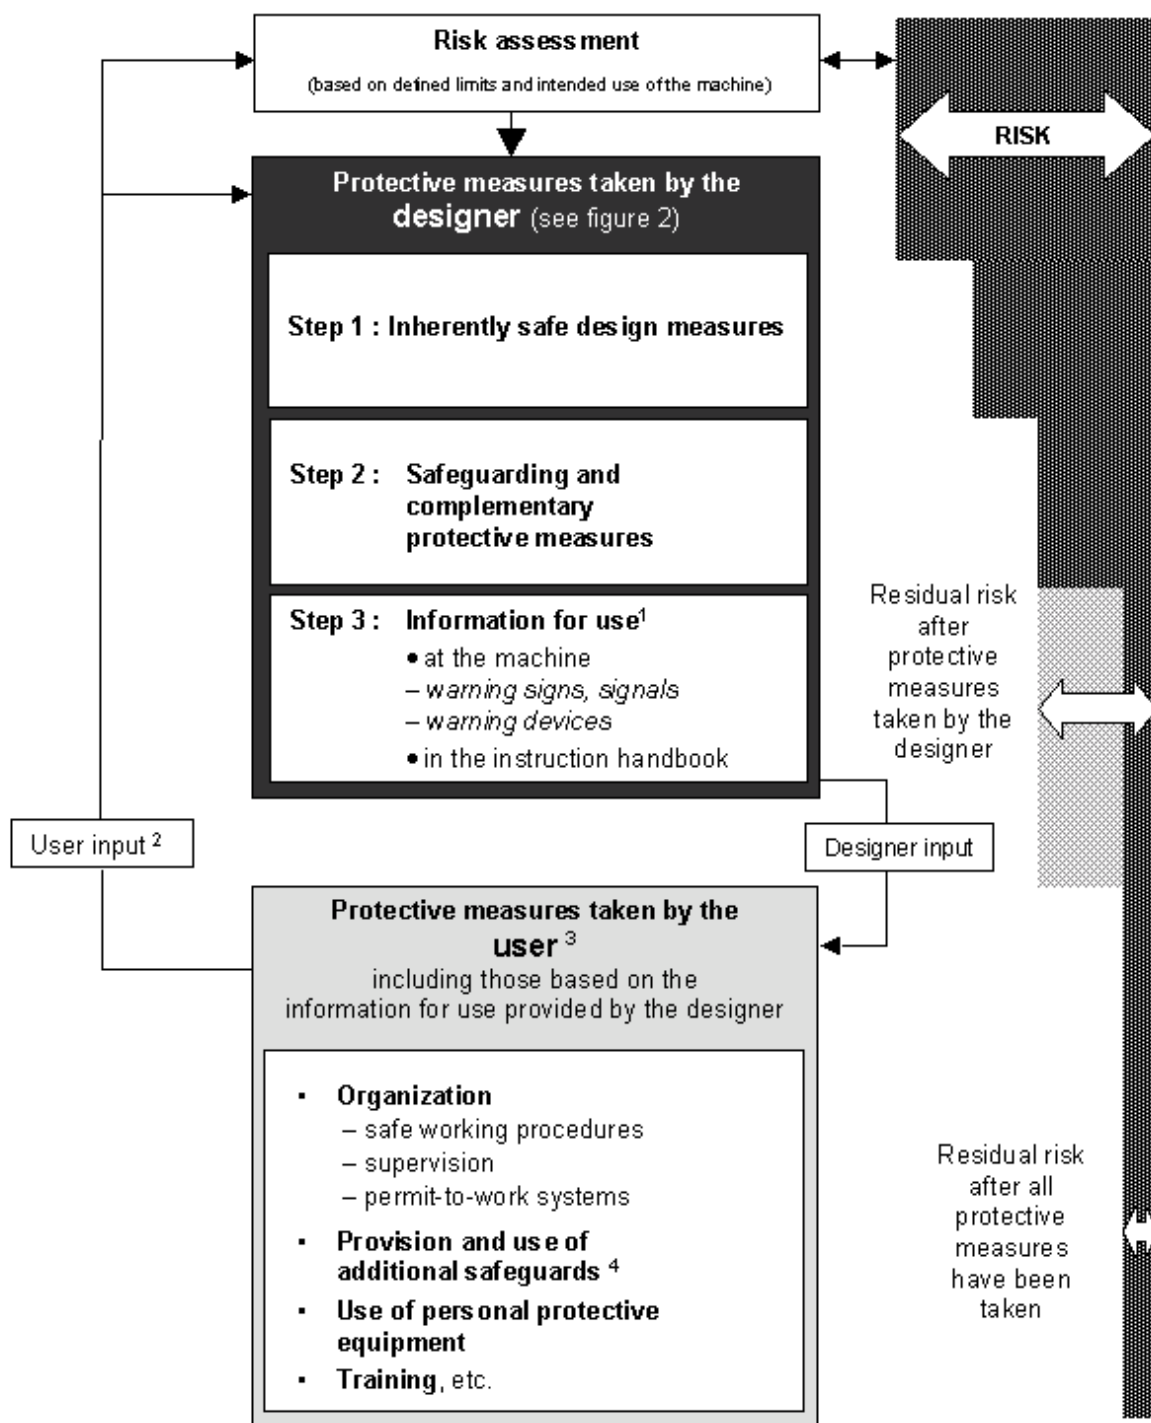 Risk assessment
(based on defined limits and intended use of the machine)
RISK
Protective measures taken by the
designer (see figure 2)
Step 1 : Inherently safe design measures
Step 2 : Safeguarding and
complementary
protective measures
Step 3 : Information for use¹
• at the machine
– warning signs, signals
– warning devices
• in the instruction handbook
Residual risk
after
protective
measures
taken by the
designer
User input ²
Designer input
Protective measures taken by the
user ³
including those based on the
information for use provided by the designer
▪ Organization
– safe working procedures
– supervision
– permit-to-work systems
▪ Provision and use of
additional safeguards ⁴
▪ Use of personal protective
equipment
▪ Training, etc.
Residual risk
after all
protective
measures
have been
taken